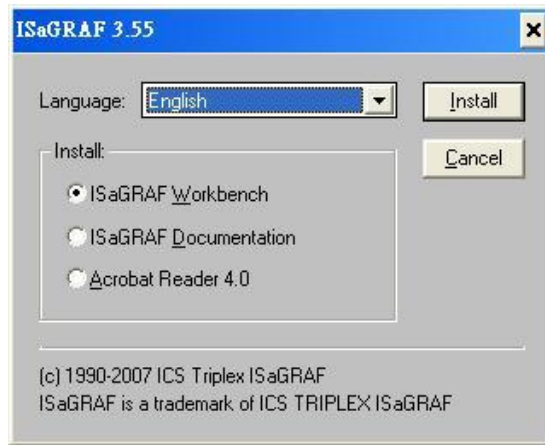 ISaGRAF 3.55
Language: English Install
Install: Cancel
ISaGRAF Workbench
ISaGRAF Documentation
Acrobat Reader 4.0
(c) 1990-2007 ICS Triplex ISaGRAF
ISaGRAF is a trademark of ICS TRIPLEX ISaGRAF